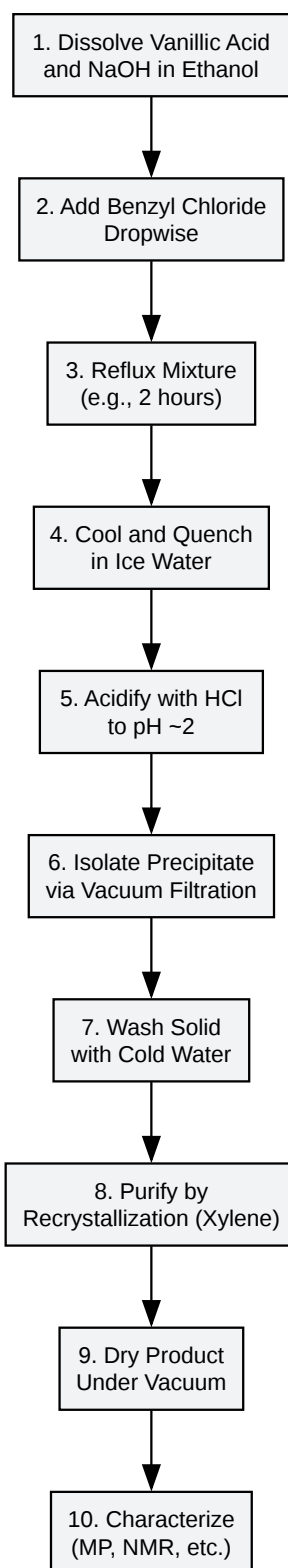 1. Dissolve Vanillic Acid
and NaOH in Ethanol
2. Add Benzyl Chloride
Dropwise
3. Reflux Mixture
(e.g., 2 hours)
4. Cool and Quench
in Ice Water
5. Acidify with HCl
to pH ~2
6. Isolate Precipitate
via Vacuum Filtration
7. Wash Solid
with Cold Water
8. Purify by
Recrystallization (Xylene)
9. Dry Product
Under Vacuum
10. Characterize
(MP, NMR, etc.)